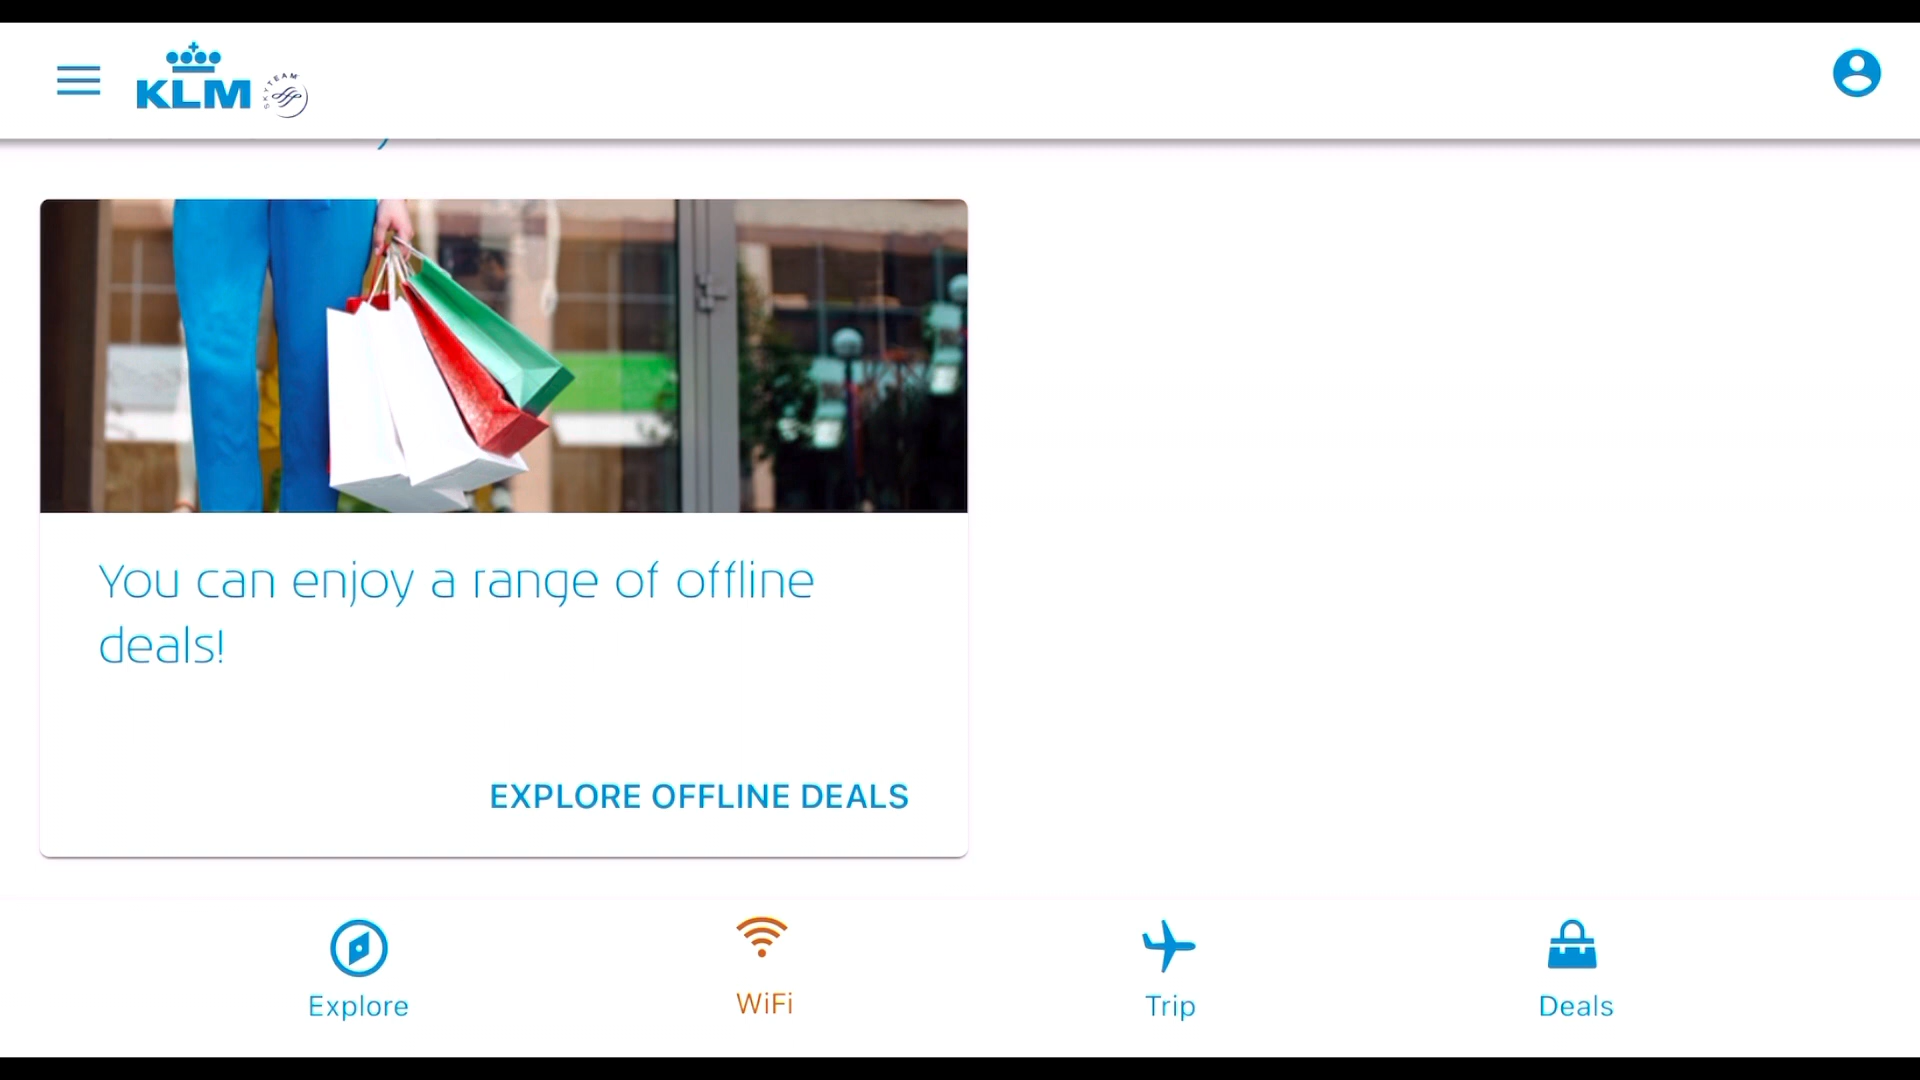 KLM
SKYTEAM
You can enjoy a range of offline
deals!
EXPLORE OFFLINE DEALS
Explore
WiFi
Trip
Deals